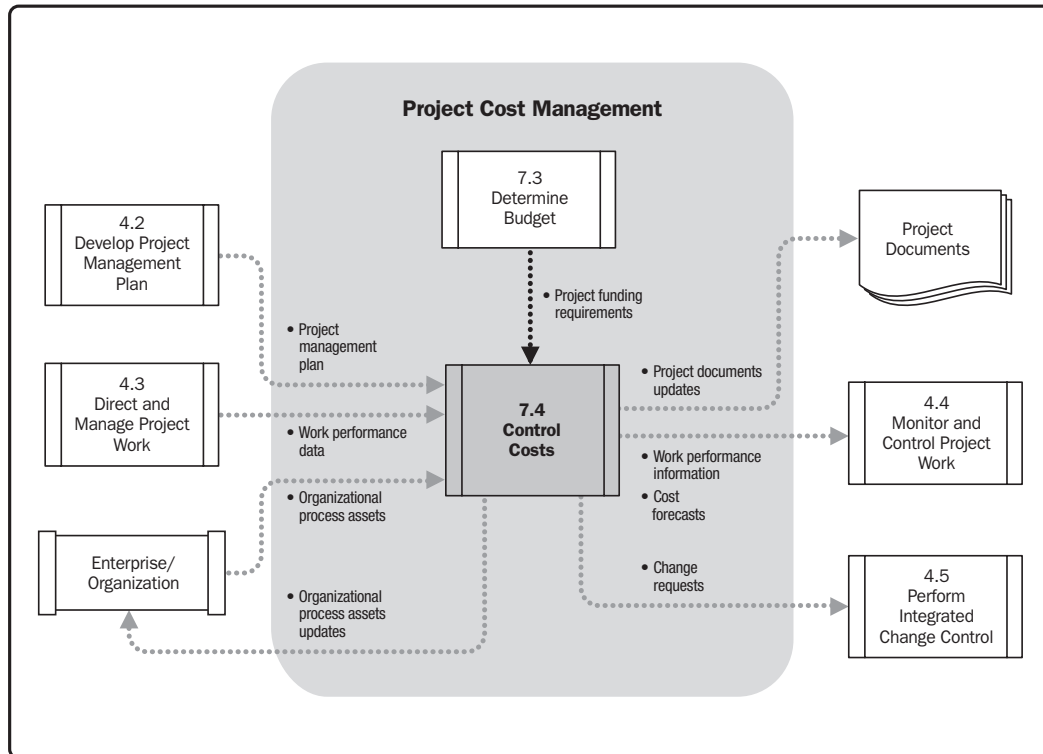 Project Cost Management
7.3
Determine
Budget
4.2
Develop Project
Management
Plan
Project
Documents
• Project funding
requirements
• Project
management
plan
4.3
Direct and
Manage Project
Work
7.4
Control
Costs
• Project documents
updates
4.4
Monitor and
Control Project
Work
• Work performance
data
• Work performance
information
• Cost
forecasts
• Organizational
process assets
Enterprise/
Organization
• Change
requests
4.5
Perform
Integrated
Change Control
• Organizational
process assets
updates